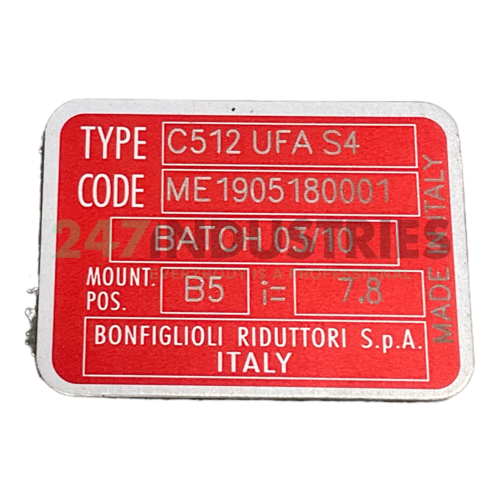 TYPE C512 UFA S4
CODE ME1905180001
BATCH 03/10
MOUNT. POS. B5 i= 7.8
BONFIGLIOLI RIDUTTORI S.p.A.
ITALY
MADE IN ITALY
247INDUSTRIES